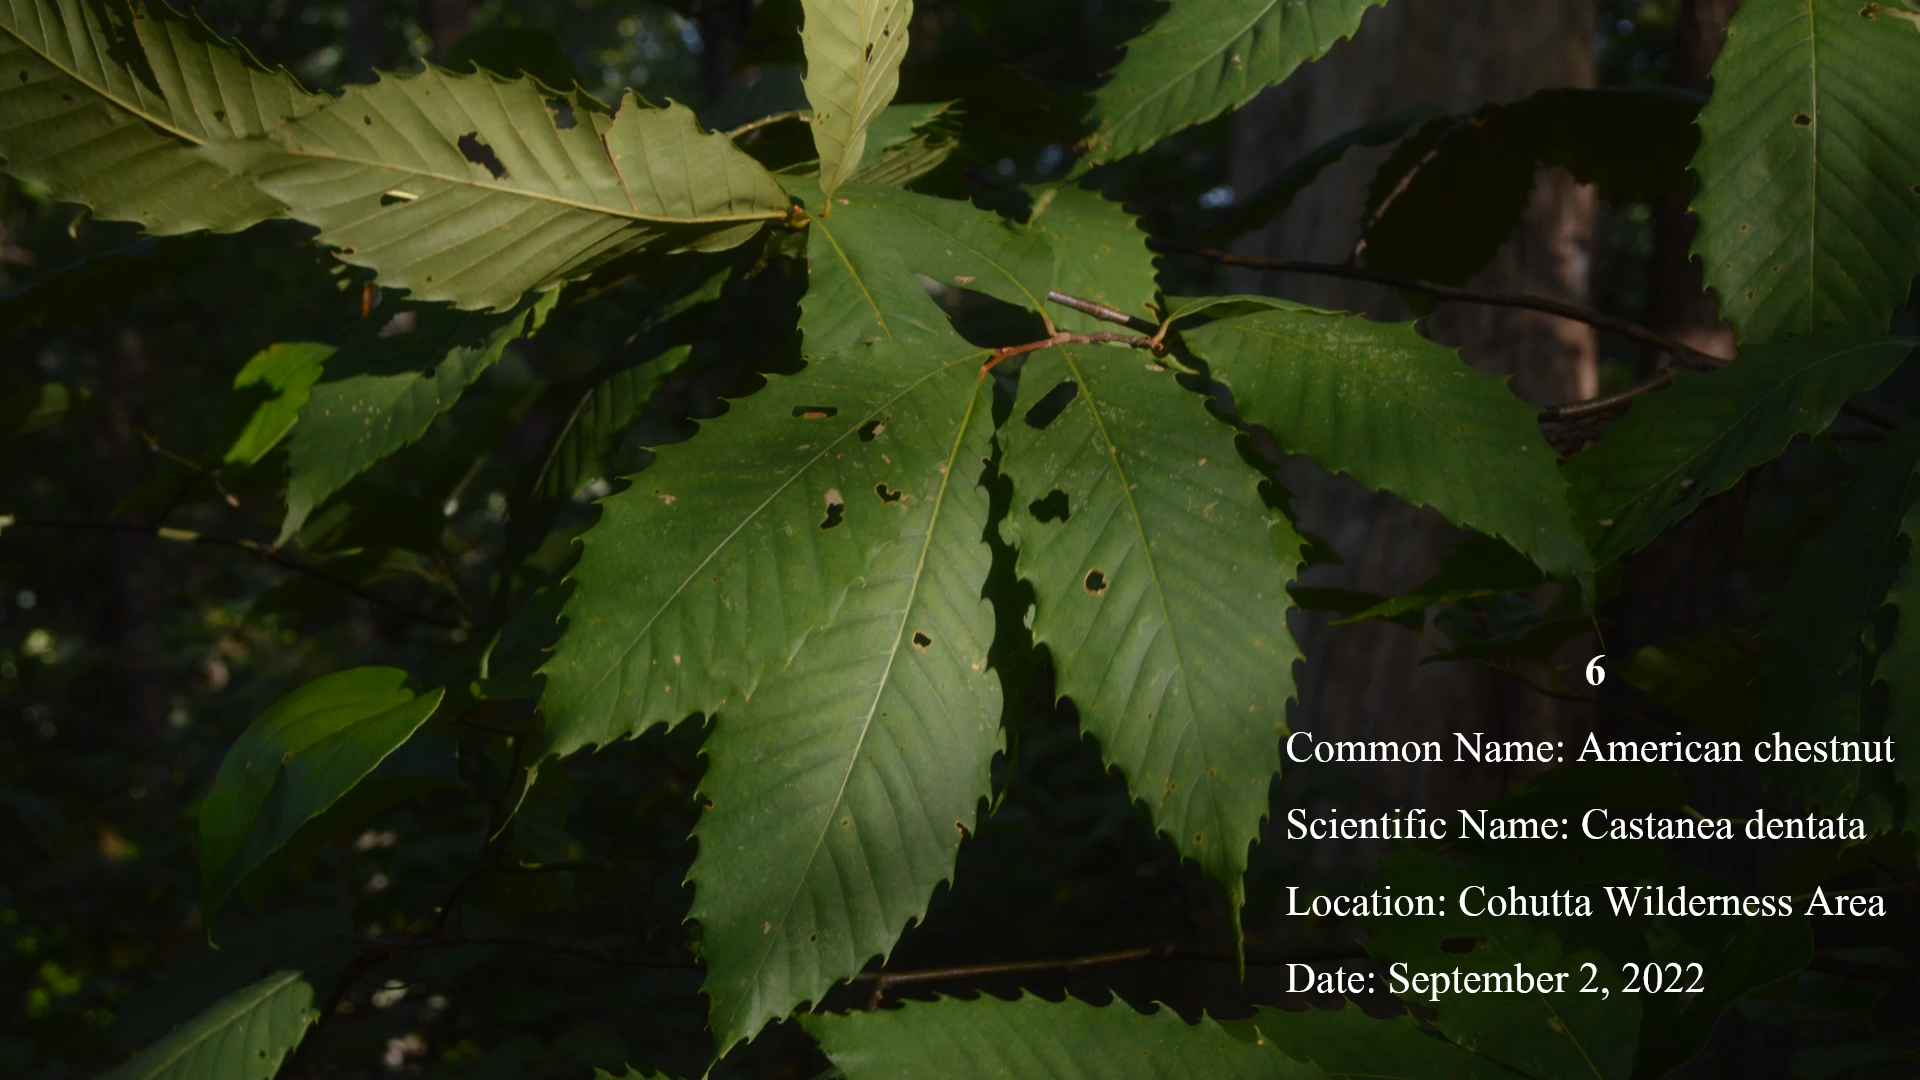 6
Common Name: American chestnut
Scientific Name: Castanea dentata
Location: Cohutta Wilderness Area
Date: September 2, 2022